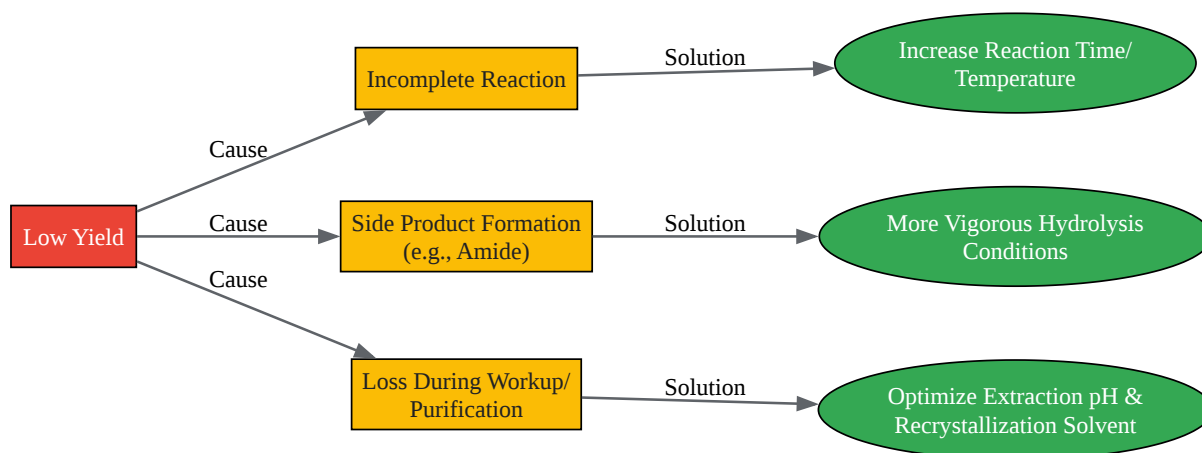 Low Yield
Cause
Incomplete Reaction
Solution
Increase Reaction Time/
Temperature
Cause
Side Product Formation
(e.g., Amide)
Solution
More Vigorous Hydrolysis
Conditions
Cause
Loss During Workup/
Purification
Solution
Optimize Extraction pH &
Recrystallization Solvent